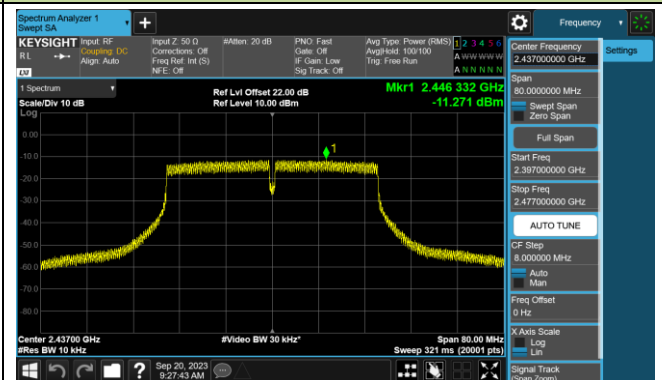 Spectrum Analyzer 1
Swept SA
Frequency
KEYSIGHT
Input: RF
Coupling: DC
Align: Auto
R L
LXI
Input Z: 50 Ω
Corrections: Off
Freq Ref: Int (S)
NFE: Off
#Atten: 20 dB
PNO: Fast
Gate: Off
IF Gain: Low
Sig Track: Off
Avg Type: Power (RMS)
Avg|Hold: 100/100
Trig: Free Run
1 2 3 4 5 6
A W W W W W
A N N N N N
Center Frequency
2.437000000 GHz
Settings
Span
80.0000000 MHz
Swept Span
Zero Span
Full Span
Start Freq
2.397000000 GHz
Stop Freq
2.477000000 GHz
AUTO TUNE
CF Step
8.000000 MHz
Auto
Man
Freq Offset
0 Hz
X Axis Scale
Log
Lin
Signal Track
(Span Zoom)
1 Spectrum
Scale/Div 10 dB
Log
Ref Lvl Offset 22.00 dB
Ref Level 10.00 dBm
Mkr1 2.446 332 GHz
-11.271 dBm
1
0.00
-10.0
-20.0
-30.0
-40.0
-50.0
-60.0
-70.0
-80.0
Center 2.43700 GHz
#Res BW 10 kHz
#Video BW 30 kHz*
Span 80.00 MHz
Sweep 321 ms (20001 pts)
?
Sep 20, 2023
9:27:43 AM